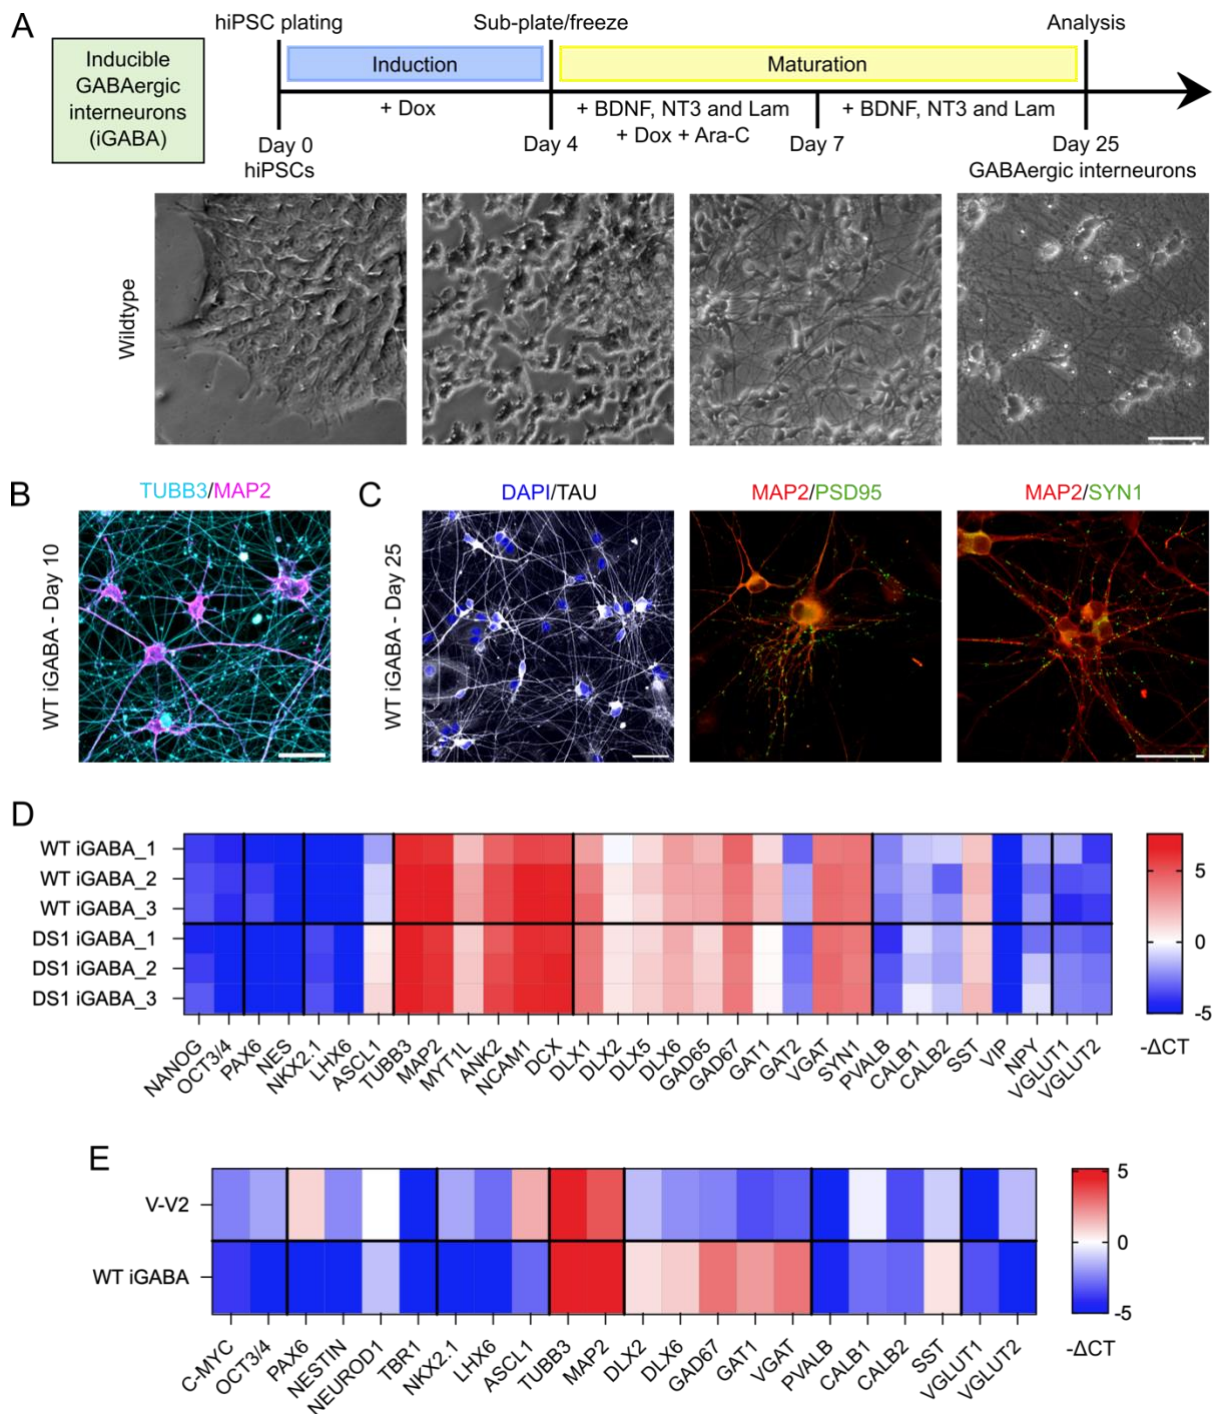 A
hiPSC plating
Sub-plate/freeze
Analysis
Inducible
GABAergic
interneurons
(iGABA)
Induction
Maturation
+ Dox
+ BDNF, NT3 and Lam
+ Dox + Ara-C
+ BDNF, NT3 and Lam
Day 0
hiPSCs
Day 4
Day 7
Day 25
GABAergic interneurons
Wildtype
B
TUBB3/MAP2
WT iGABA - Day 10
C
DAPI/TAU
MAP2/PSD95
MAP2/SYN1
WT iGABA - Day 25
D
WT iGABA_1
WT iGABA_2
WT iGABA_3
DS1 iGABA_1
DS1 iGABA_2
DS1 iGABA_3
NANOG
OCT3/4
PAX6
NES
NKX2.1
LHX6
ASCL1
TUBB3
MAP2
MYT1L
ANK2
NCAM1
DCX
DLX1
DLX2
DLX5
DLX6
GAD65
GAD67
GAT1
GAT2
VGAT
SYN1
PVALB
CALB1
CALB2
SST
VIP
NPY
VGLUT1
VGLUT2
5
0
-5
-ΔCT
E
V-V2
WT iGABA
C-MYC
OCT3/4
PAX6
NESTIN
NEUROD1
TBR1
NKX2.1
LHX6
ASCL1
TUBB3
MAP2
DLX2
DLX6
GAD67
GAT1
VGAT
PVALB
CALB1
CALB2
SST
VGLUT1
VGLUT2
5
0
-5
-ΔCT